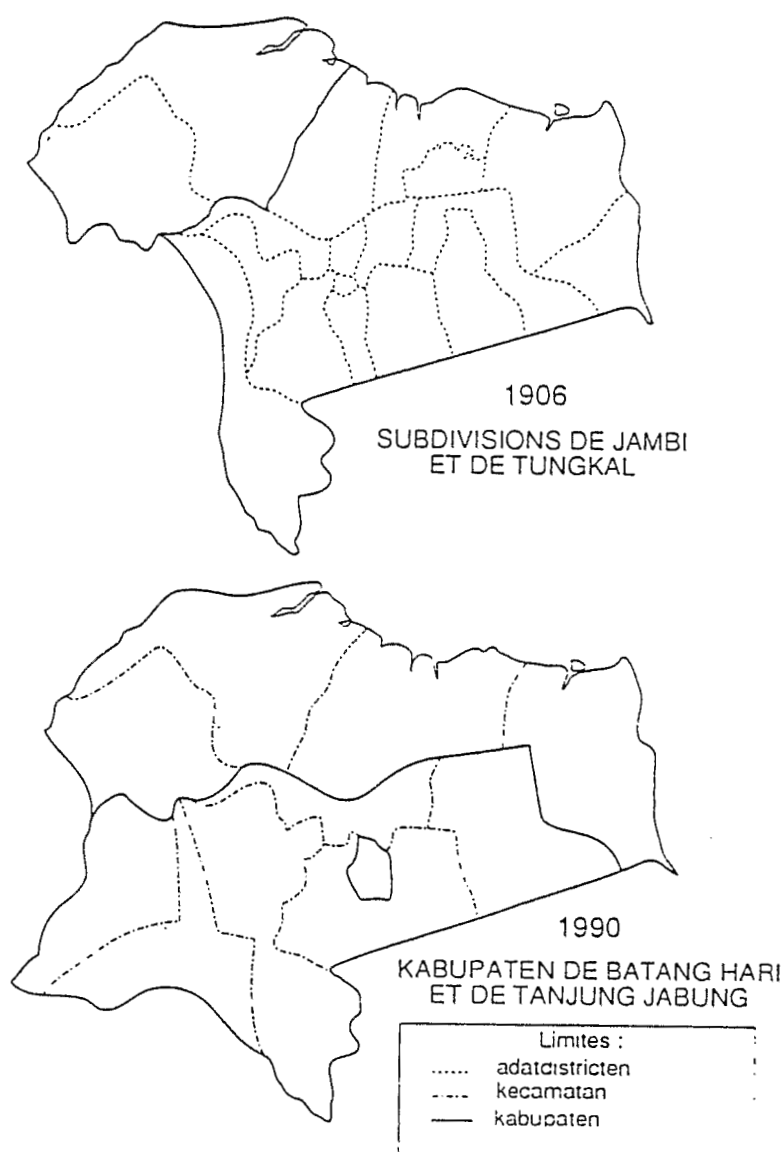 1906
SUBDIVISIONS DE JAMBI
ET DE TUNGKAL
1990
KABUPATEN DE BATANG HARI
ET DE TANJUNG JABUNG
Limites :
adatdistricten
kecamatan
kabupaten